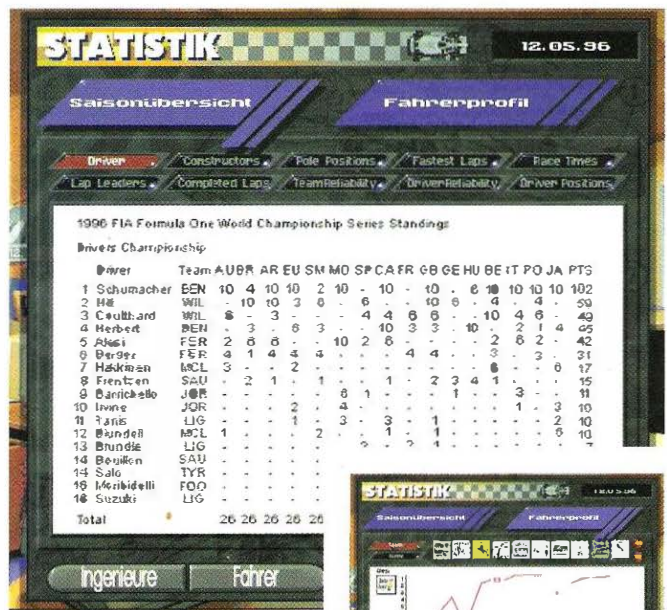 STATISTIK
12.05.96
Saisonübersicht Fahrerprofil
Driver Constructors Pole Positions Fastest Laps Race Times
Lap Leaders Completed Laps TeamReliability DriverReliability Driver Positions
1996 FIA Formula One World Championship Series Standings
Drivers Championship
Driver Team AU BR AR EU SM MO SP CA FR GB GE HU BE IT PO JA PTS
1 Schumacher BEN 10 4 10 10 2 10 - 10 - 10 - 6 10 10 10 10 102
2 Hill WIL - 10 10 3 6 - 6 - - 10 6 - 4 - 4 - 59
3 Coulthard WIL 6 - 3 - - - 4 4 6 6 - - 10 4 6 - 49
4 Herbert BEN - 3 - 6 3 - - 10 3 3 - 10 - 2 1 4 45
5 Alesi FER 2 6 6 - - 10 2 6 - - - - 2 6 2 - 42
6 Berger FER 4 1 4 4 4 - - - 4 4 - - 3 - 3 - 31
7 Hakkinen MCL 3 - - 2 - - - - - - - - 6 - - 6 17
8 Frentzen SAU - 2 1 - 1 - - 1 - 2 3 4 1 - - - 15
9 Barrichello JOR - - - - - 6 1 - - - 1 - - 3 - - 11
10 Irvine JOR - - - 2 - 4 - - - - - - - 1 - 3 10
11 Panis LIG - - - 1 - 3 - 3 - 1 - - - - - 2 10
12 Blundell MCL 1 - - - 2 - - 1 - 1 - - - - - 6 10
13 Brundle LIG
14 Boullion SAU
14 Salo TYR
16 Morbidelli FOO
16 Suzuki LIG
Total 26 26 26 26 26
Ingenieure Fahrer
STATISTIK
Saisonübersicht Fahrerprofil